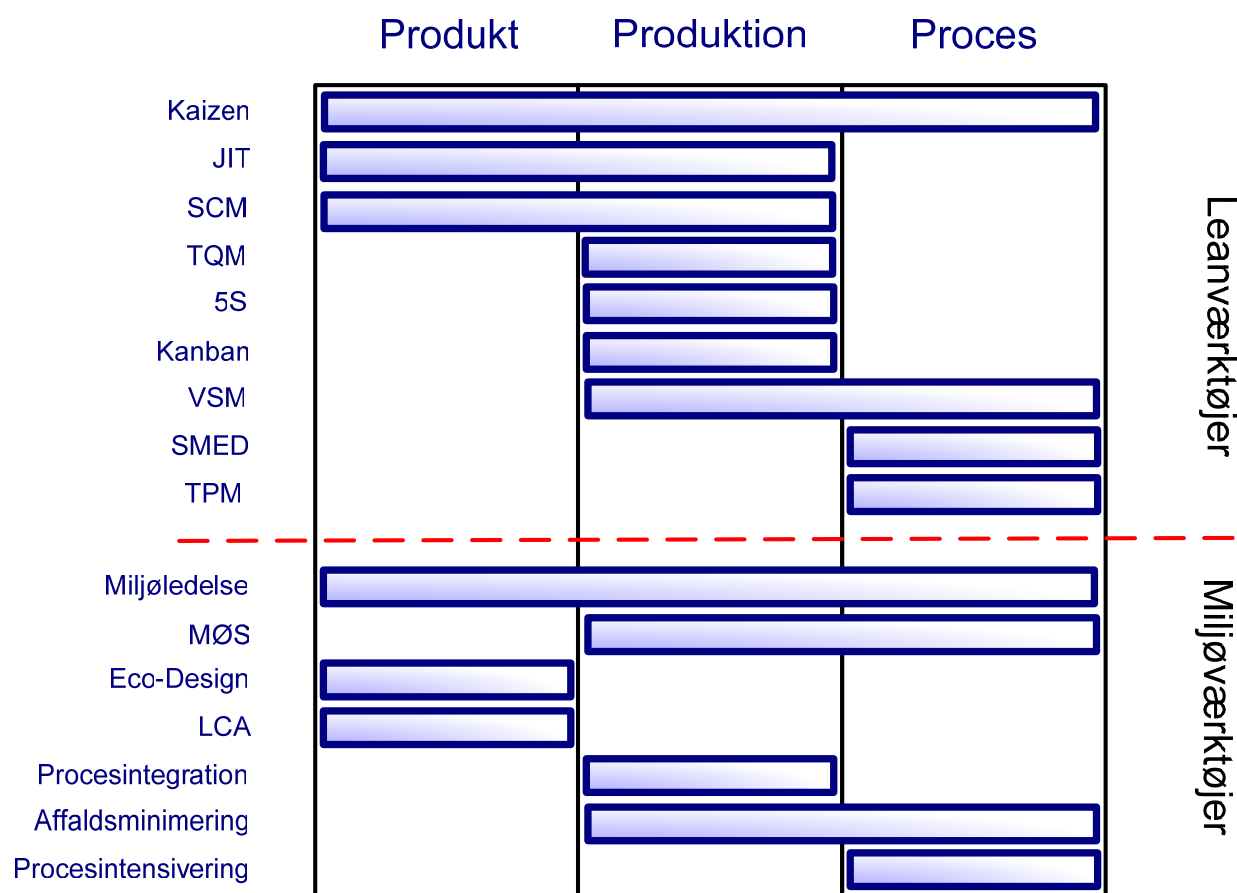 Produkt Produktion Proces
Kaizen
JIT
SCM
TQM
5S
Kanban
VSM
SMED
TPM
Leanværktøjer
Miljøledelse
MØS
Eco-Design
LCA
Procesintegration
Affaldsminimering
Procesintensivering
Miljøværktøjer